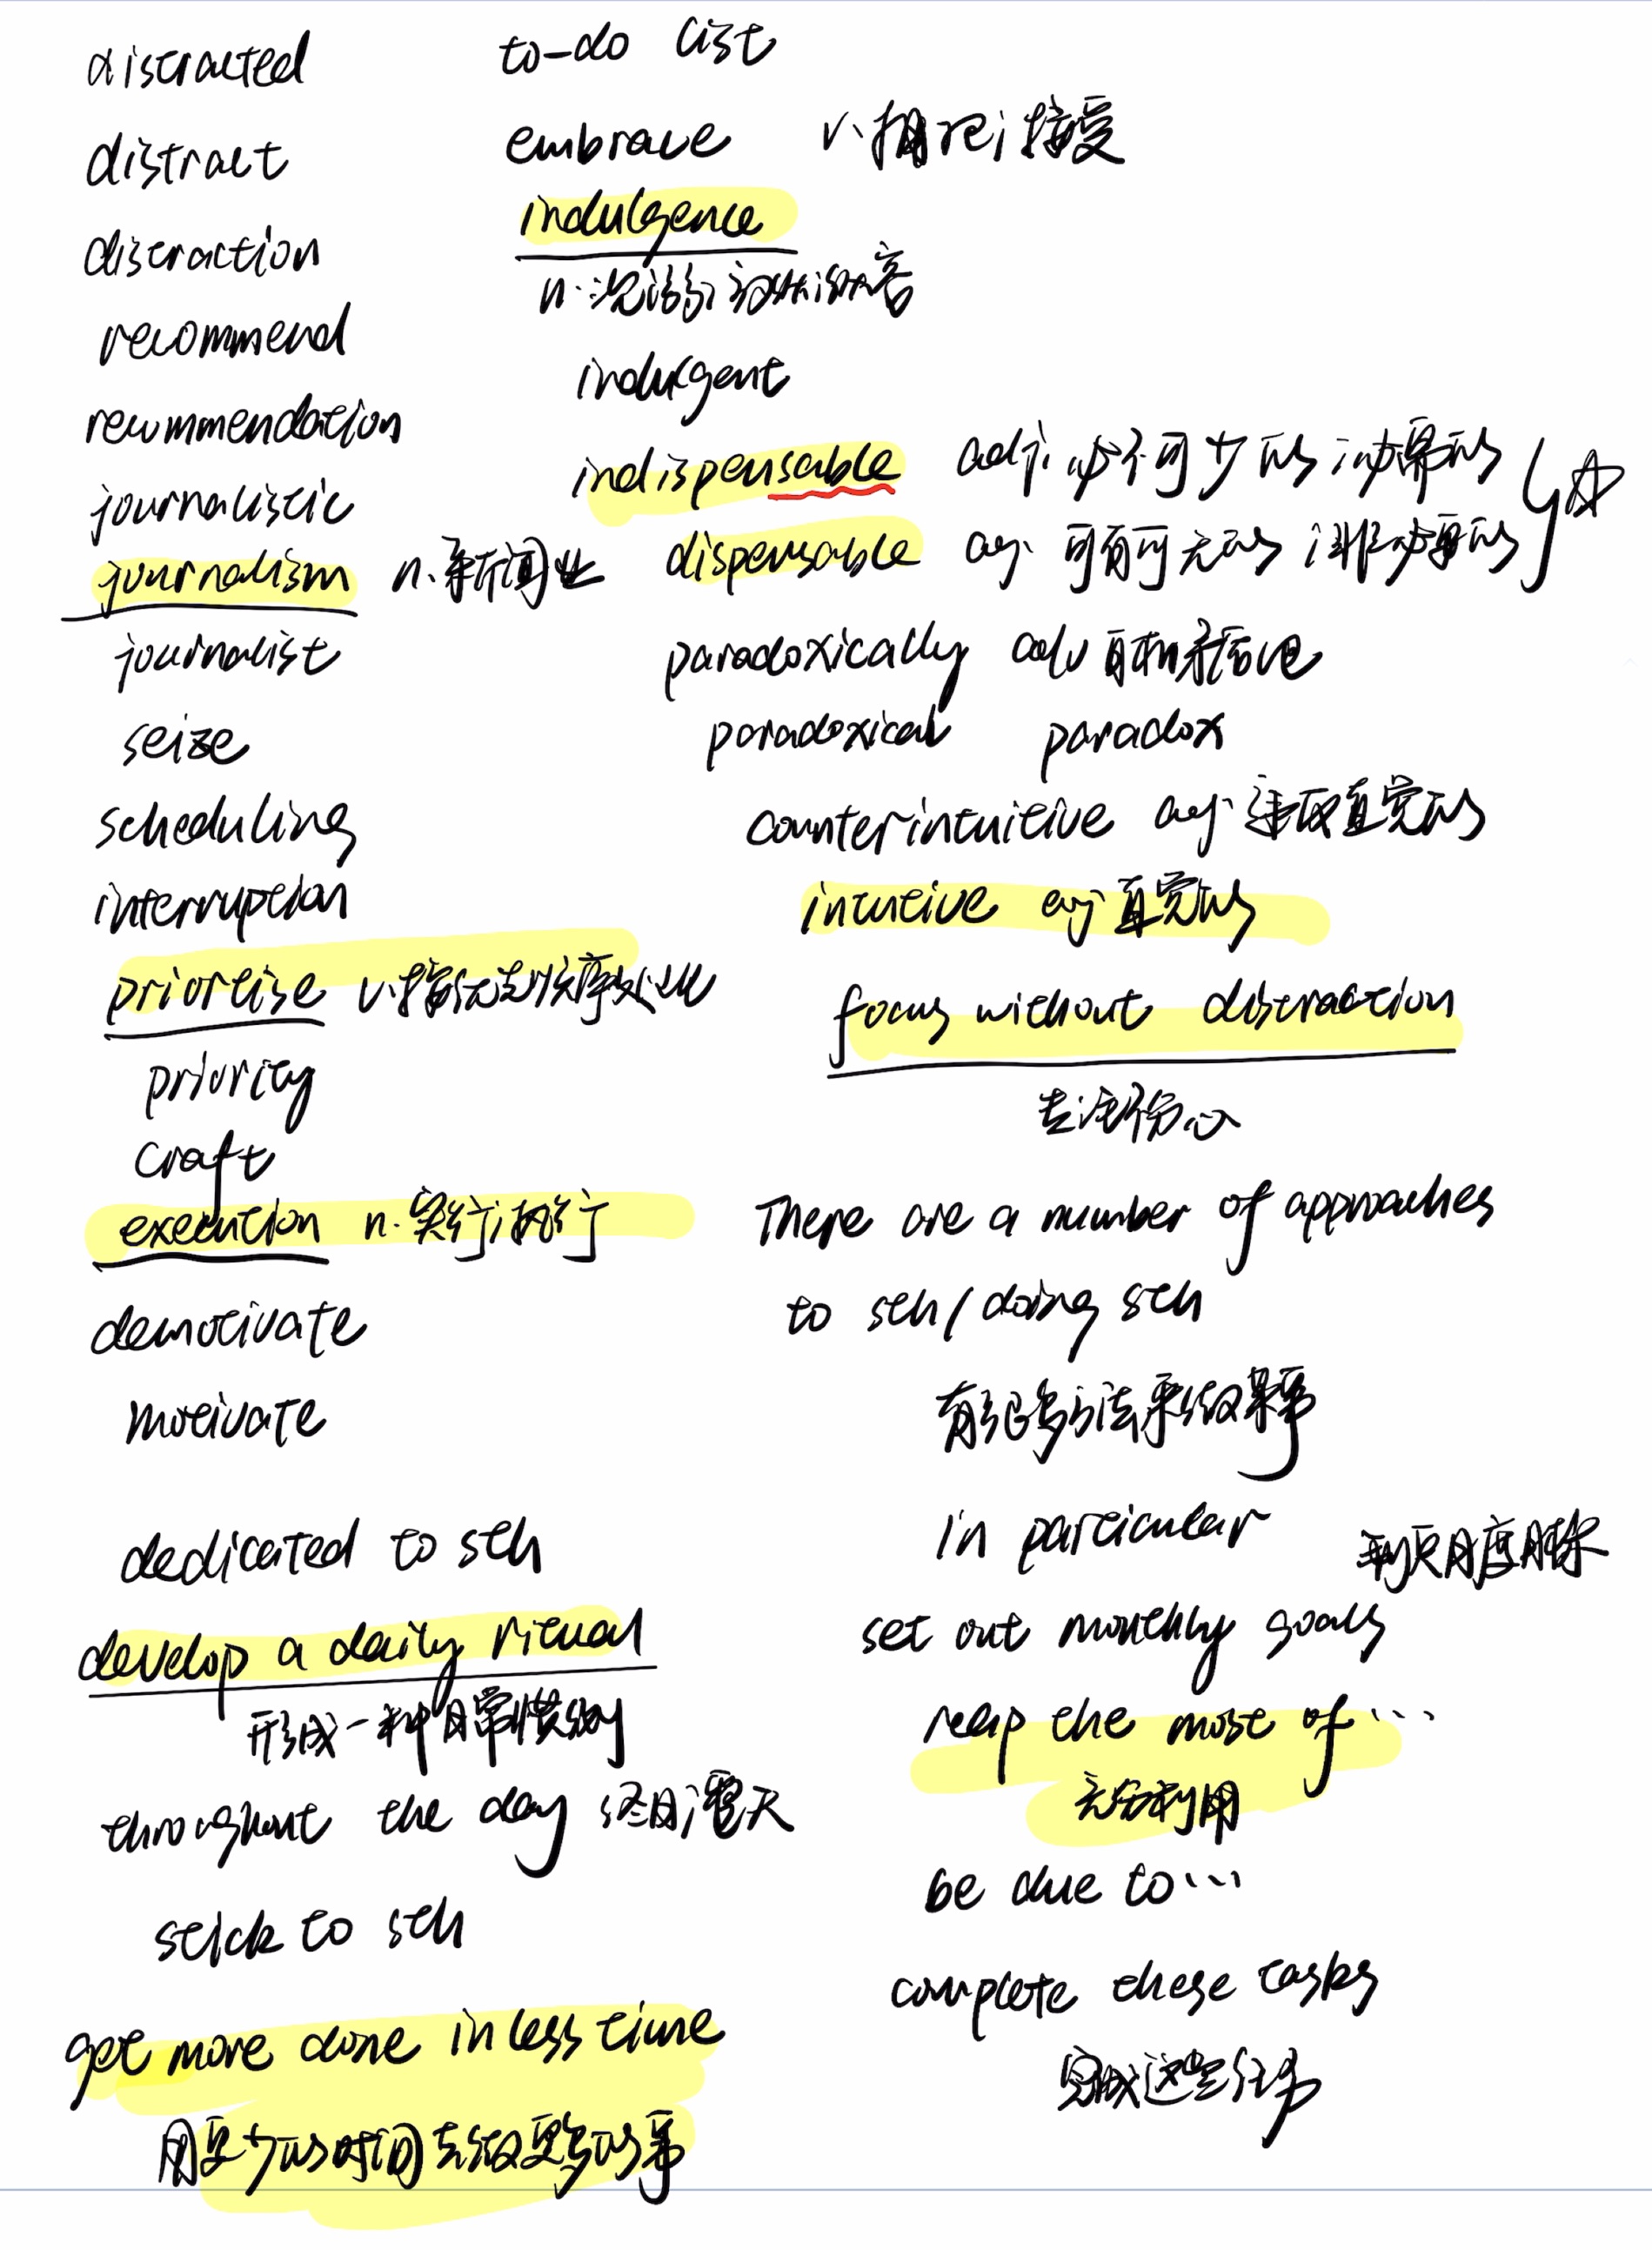 distracted
distract
distraction
recommend
recommendation
journalistic
journalism n. 新闻业
journalist
seize
scheduling
interruption
prioritise v. 按优先顺序处理
priority
craft
execution n. 实行;执行
demotivate
motivate
dedicated to sth
develop a daily ritual
形成一种日常惯例
throughout the day 终日;整天
stick to sth
get more done in less time
用更少的时间去做更多的事
to-do list
embrace v. 拥抱;接受
indulgence
n. 沉溺;
indulgent
indispensable adj. 必不可少的;必需的
dispensable adj. 可有可无的;非必要的
paradoxically adv 自相矛盾地
paradoxical paradox
counterintuitive adj. 违反直觉的
intuitive adj 直觉的
focus without distraction
专注不分心
There are a number of approaches
to sth/doing sth
有很多方法来做某事
in particular
制定月度目标
set out monthly goals
reap the most of ...
充分利用
be due to ...
complete these tasks
完成这些任务